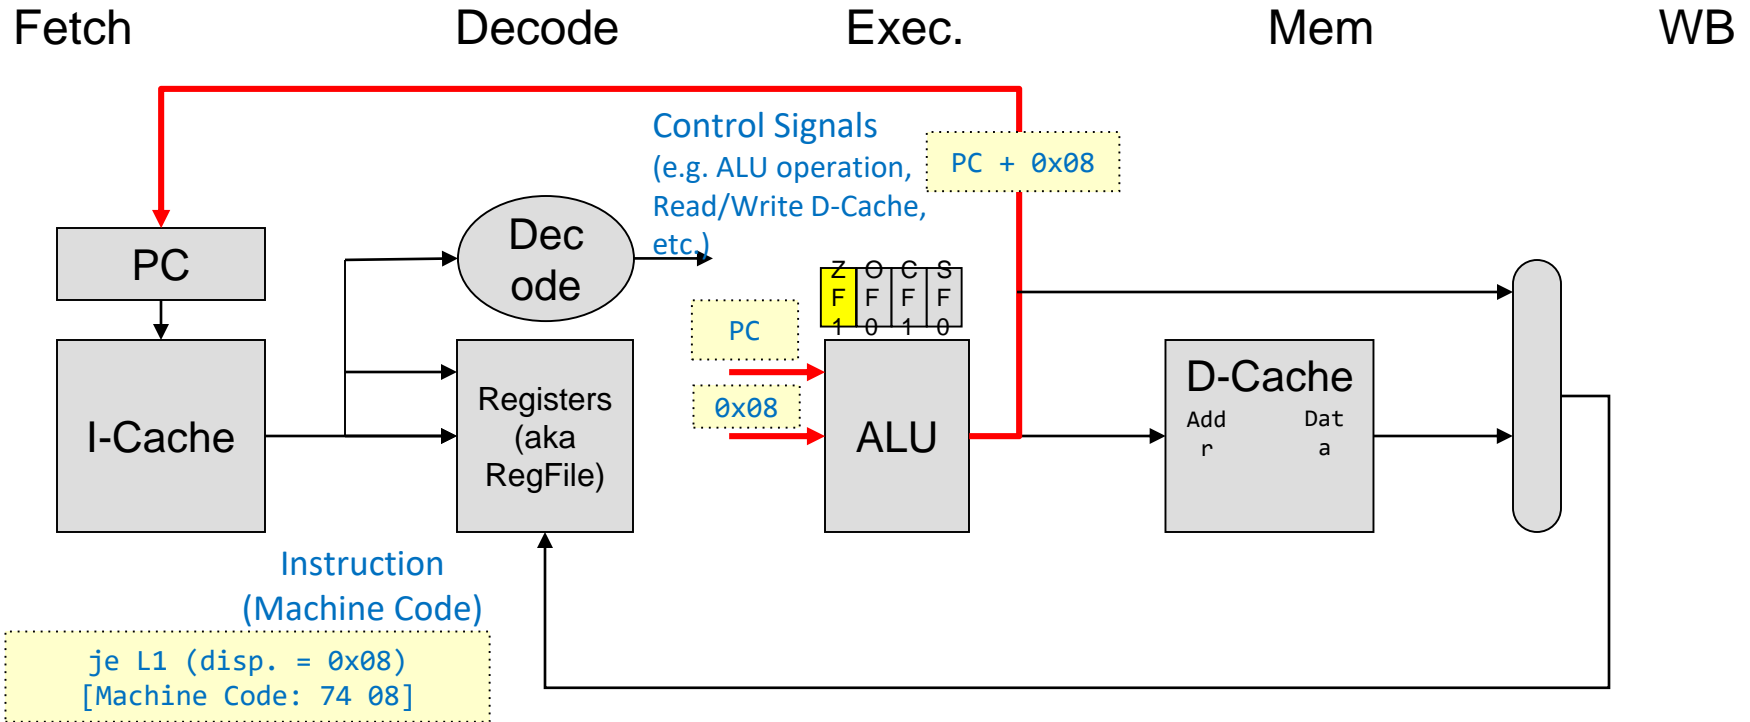 Fetch
Decode
Exec.
Mem
WB
Control Signals
(e.g. ALU operation,
Read/Write D-Cache,
etc.)
PC + 0x08
PC
Dec
ode
Z
F
1
O
F
0
C
F
1
S
F
0
PC
0x08
I-Cache
Registers
(aka
RegFile)
ALU
D-Cache
Add
r
Dat
a
Instruction
(Machine Code)
je L1 (disp. = 0x08)
[Machine Code: 74 08]